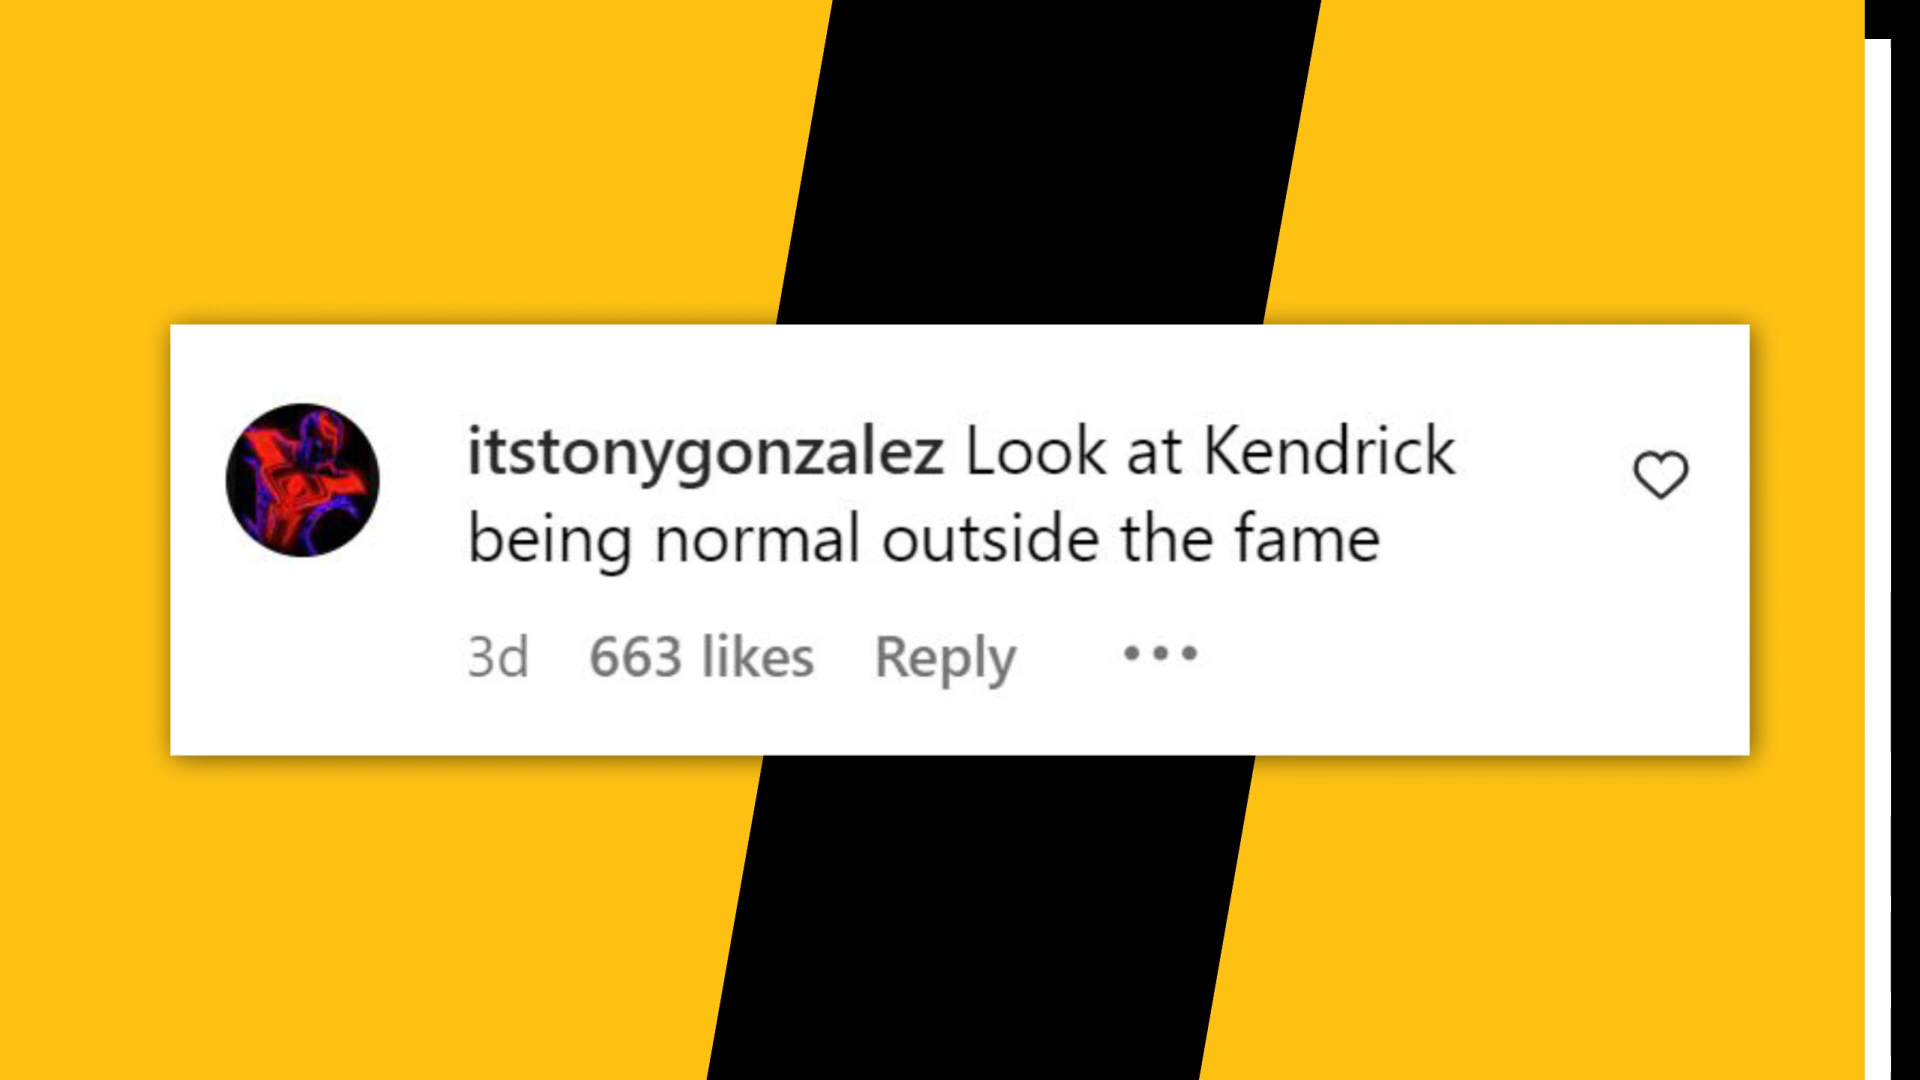 itstonygonzalez Look at Kendrick
being normal outside the fame
3d 663 likes Reply •••